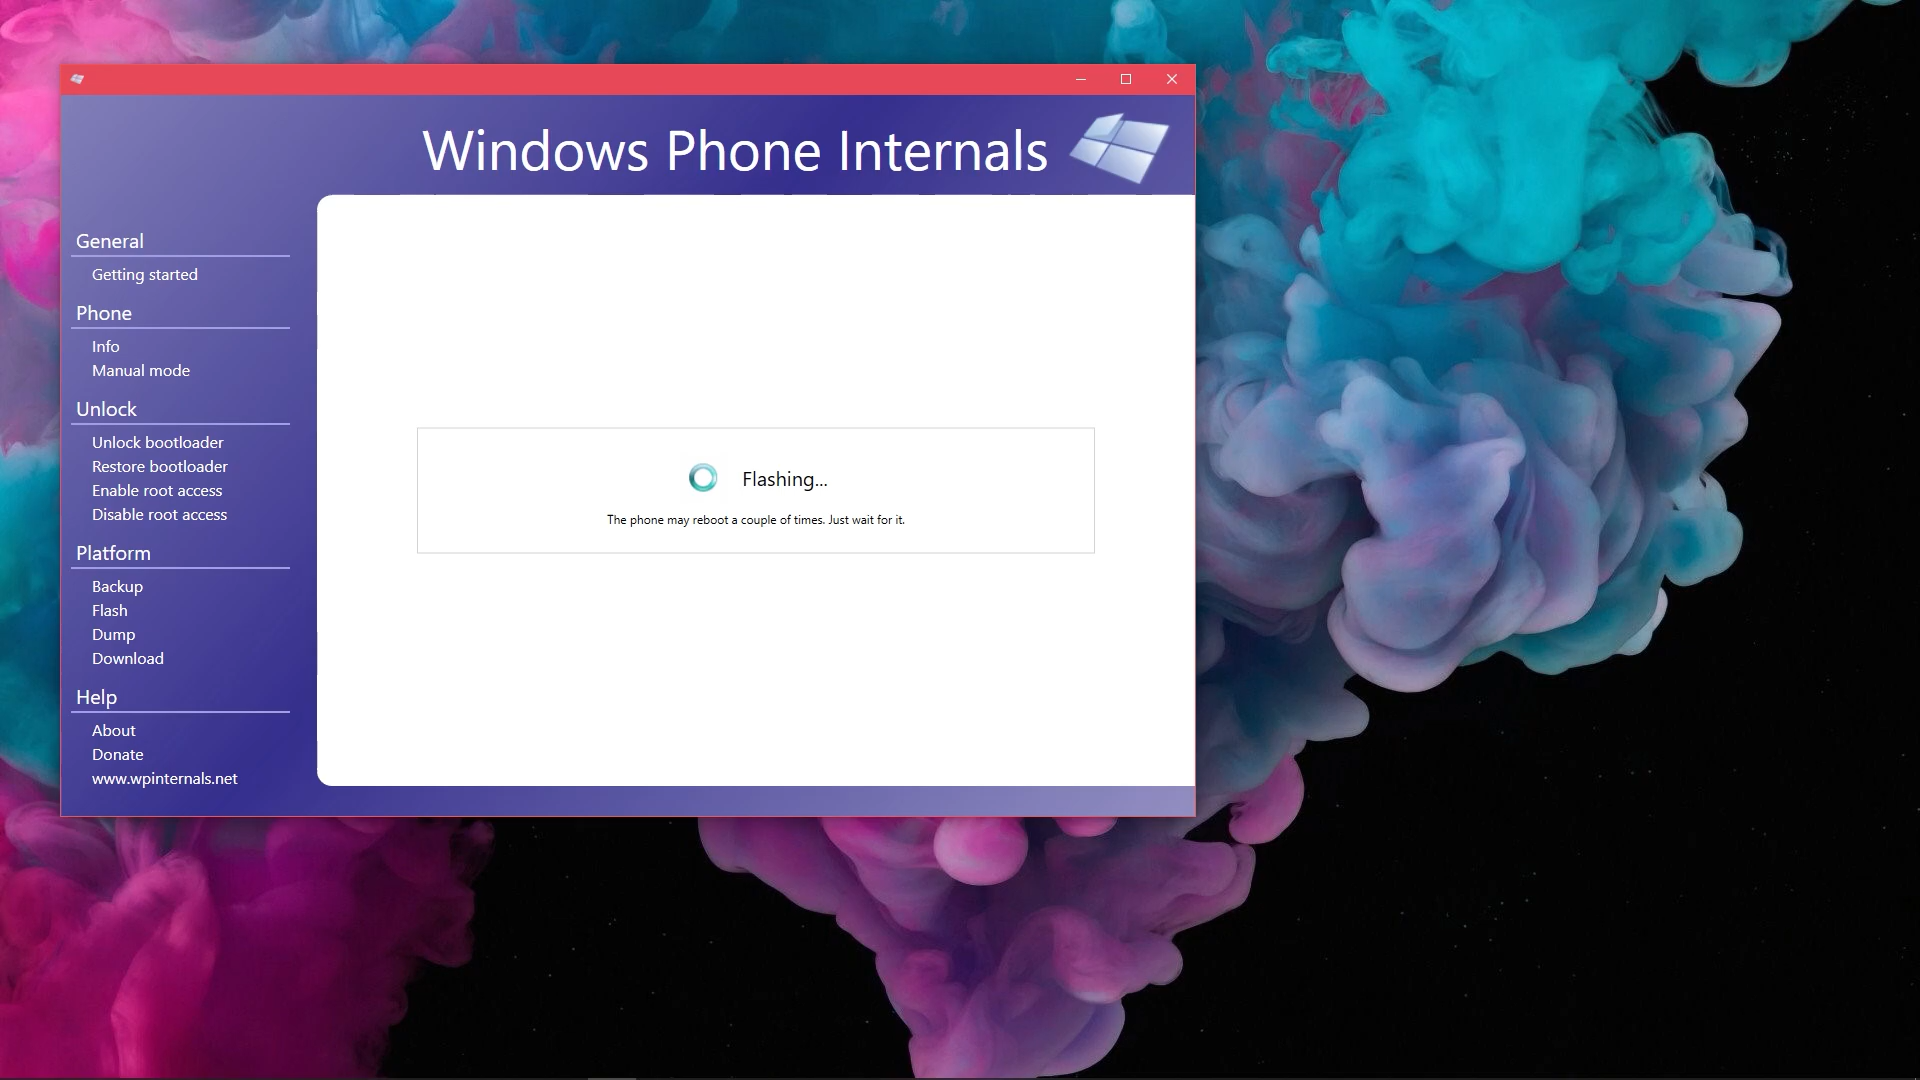 Windows Phone Internals
General
Getting started
Phone
Info
Manual mode
Unlock
Unlock bootloader
Restore bootloader
Enable root access
Disable root access
Platform
Backup
Flash
Dump
Download
Help
About
Donate
www.wpinternals.net
Flashing...
The phone may reboot a couple of times. Just wait for it.